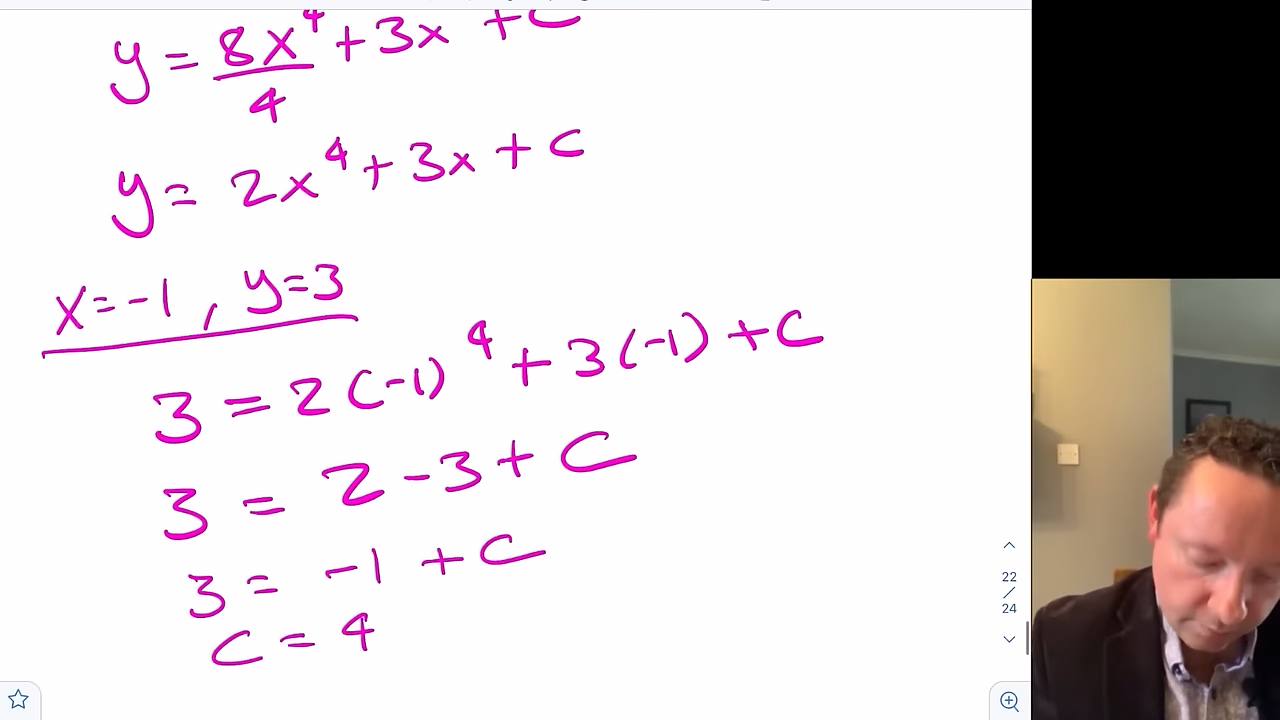 y = 8x⁴/4 + 3x + C
y = 2x⁴ + 3x + C
x = -1 , y = 3
3 = 2(-1)⁴ + 3(-1) + C
3 = 2 - 3 + C
3 = -1 + C
C = 4
22
/
24